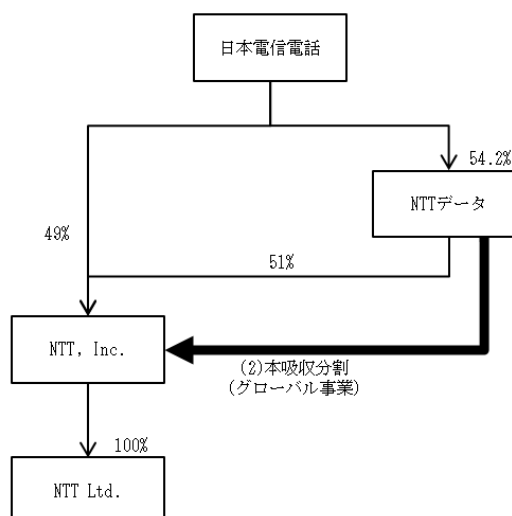 日本電信電話
54.2%
NTTデータ
49%
51%
NTT, Inc.
(2)本吸収分割
(グローバル事業)
100%
NTT Ltd.